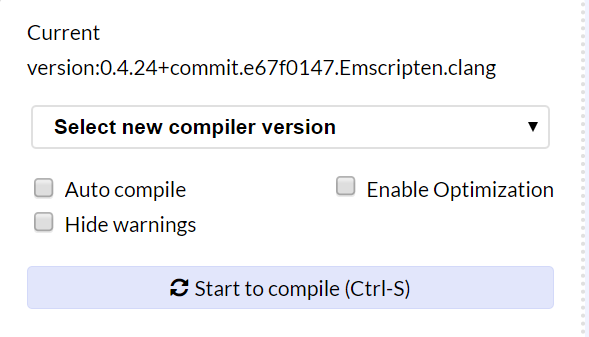 Current
version:0.4.24+commit.e67f0147.Emscripten.clang
Select new compiler version
Auto compile
Enable Optimization
Hide warnings
Start to compile (Ctrl-S)